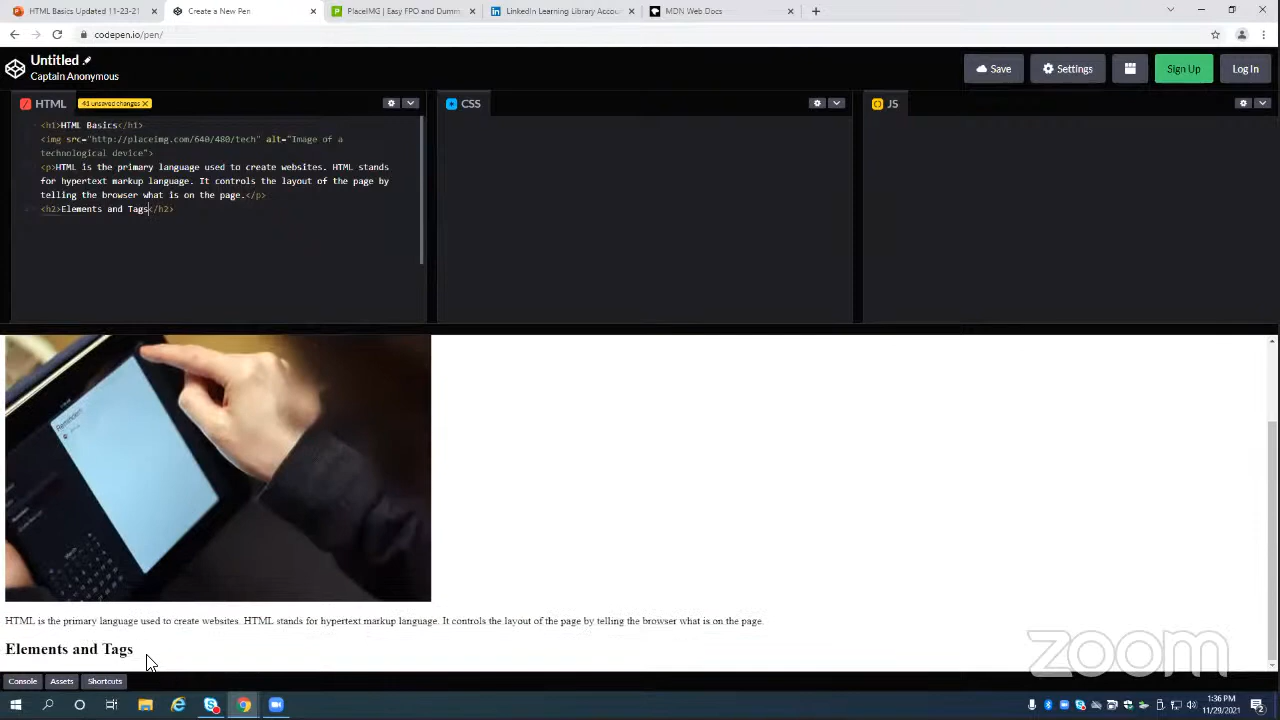 HTML Basics Updated 11-23-21
Create a New Pen
PlaceIMG | Easy FPO and Dumm
LinkedIn Learning Library Accou
MDN Web Docs
codepen.io/pen/
Untitled
Captain Anonymous
Save
Settings
Sign Up
Log In
HTML
41 unsaved changes X
CSS
JS
<h1>HTML Basics</h1>
<img src="http://placeimg.com/640/480/tech" alt="Image of a
technological device">
<p>HTML is the primary language used to create websites. HTML stands
for hypertext markup language. It controls the layout of the page by
telling the browser what is on the page.</p>
<h2>Elements and Tags</h2>
Reminders
HTML is the primary language used to create websites. HTML stands for hypertext markup language. It controls the layout of the page by telling the browser what is on the page.
Elements and Tags
zoom
Console
Assets
Shortcuts
1:36 PM
11/29/2021
2